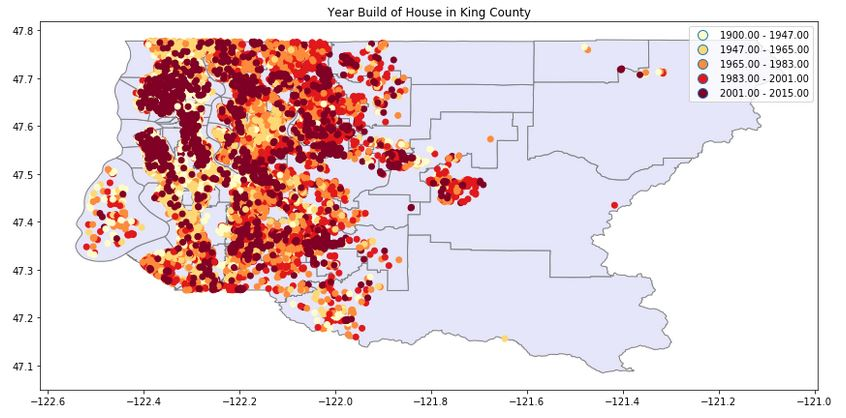 Year Build of House in King County
47.8
47.7
47.6
47.5
47.4
47.3
47.2
47.1
1900.00 - 1947.00
1947.00 - 1965.00
1965.00 - 1983.00
1983.00 - 2001.00
2001.00 - 2015.00
−122.6 −122.4 −122.2 −122.0 −121.8 −121.6 −121.4 −121.2 −121.0